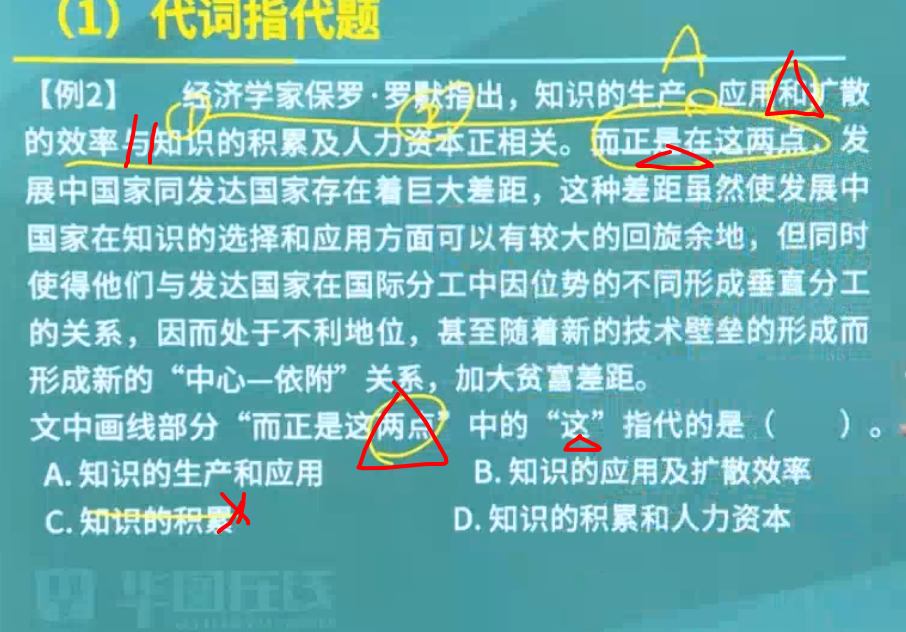 （1）代词指代题
A
【例2】 经济学家保罗·罗默指出，知识的生产、应用和扩散
的效率与知识的积累及人力资本正相关。而正是在这两点，发
展中国家同发达国家存在着巨大差距，这种差距虽然使发展中
国家在知识的选择和应用方面可以有较大的回旋余地，但同时
使得他们与发达国家在国际分工中因位势的不同形成垂直分工
的关系，因而处于不利地位，甚至随着新的技术壁垒的形成而
形成新的“中心—依附”关系，加大贫富差距。
文中画线部分“而正是这两点”中的“这”指代的是（ ）。
A. 知识的生产和应用 B. 知识的应用及扩散效率
C. 知识的积累 D. 知识的积累和人力资本
华图在线